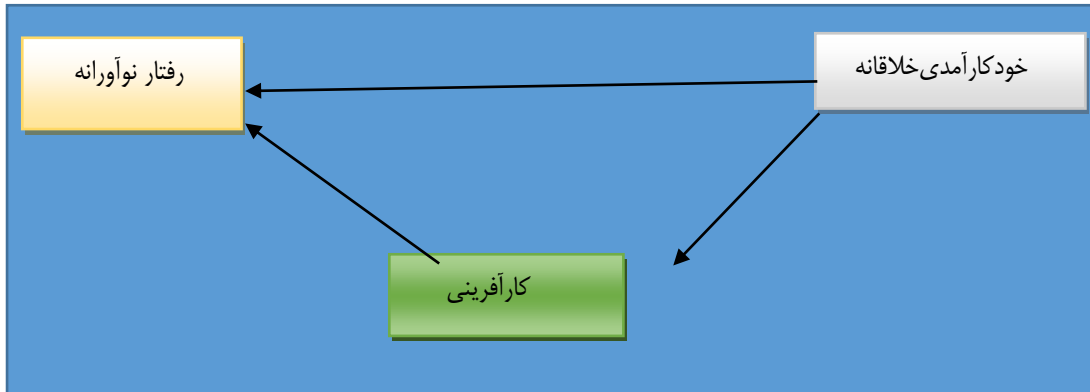 خودکارآمدی‌خلاقانه
رفتار نوآورانه
کارآفرینی